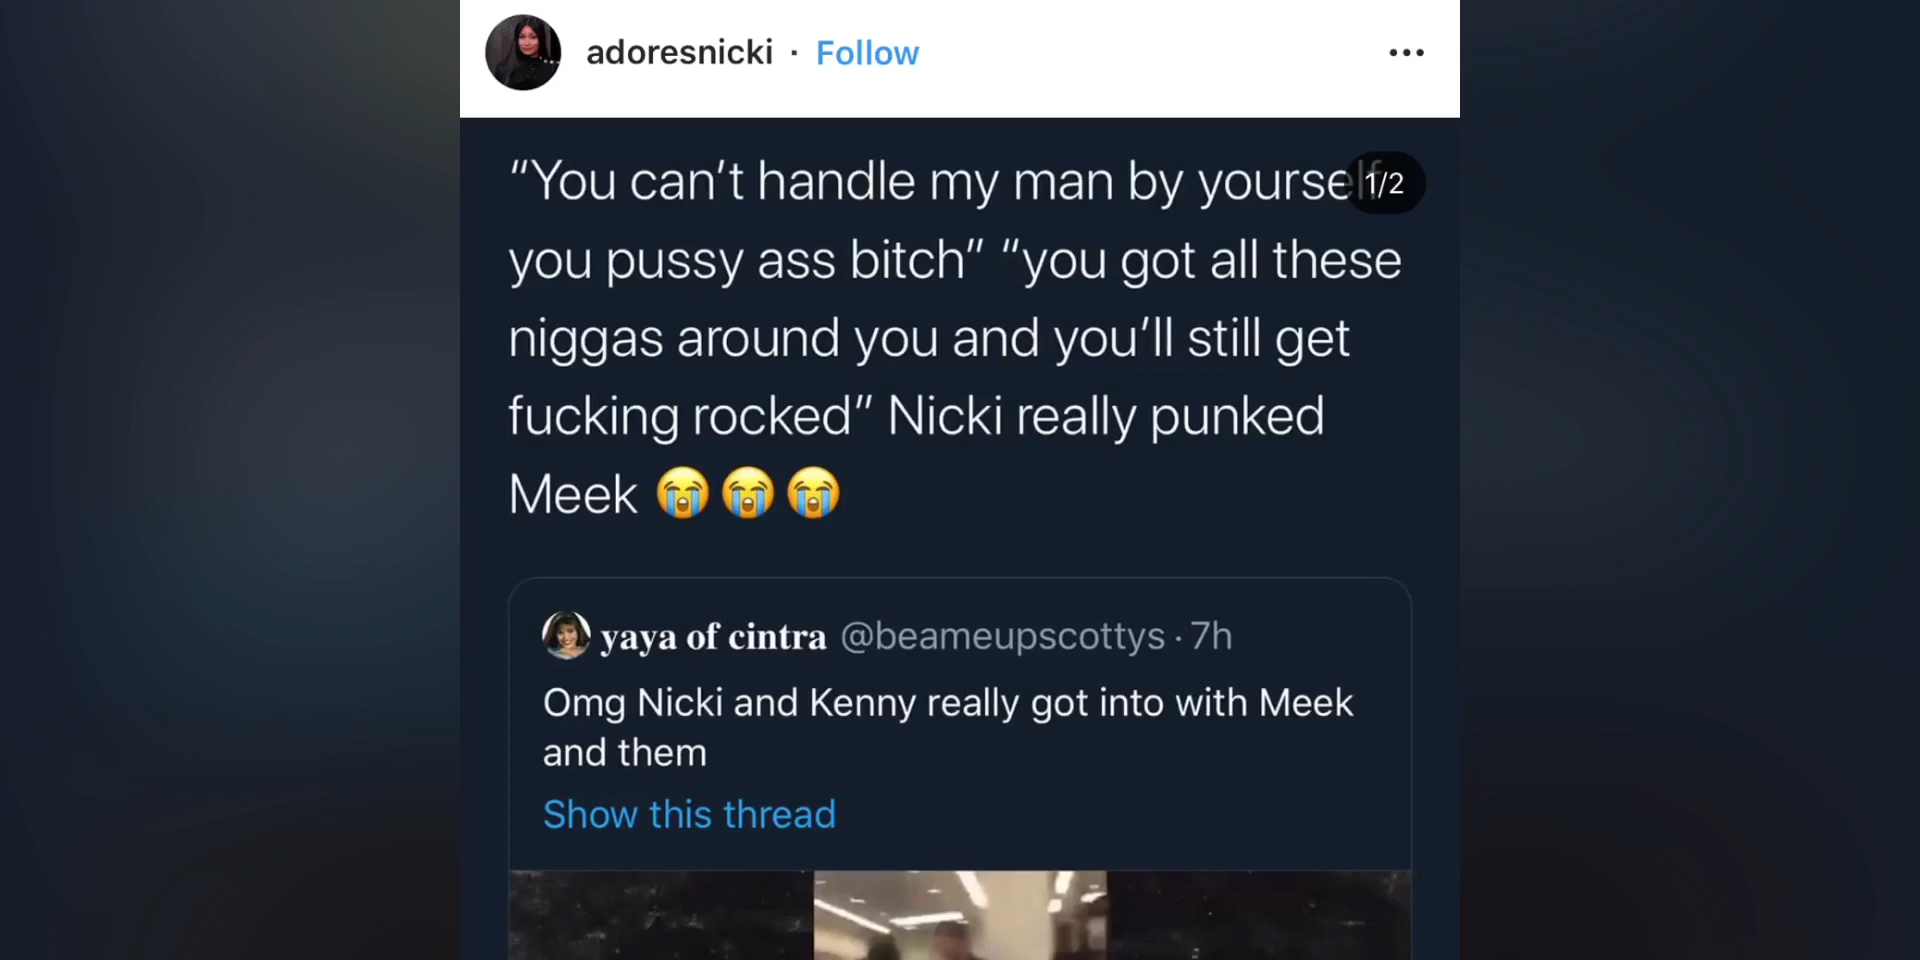 adoresnicki · Follow
“You can’t handle my man by yourself
1/2
you pussy ass bitch” “you got all these
niggas around you and you’ll still get
fucking rocked” Nicki really punked
Meek 😭😭😭
yaya of cintra @beameupscottys · 7h
Omg Nicki and Kenny really got into with Meek
and them
Show this thread